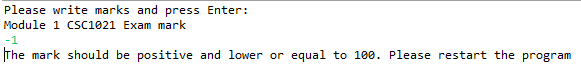 Please write marks and press Enter:
Module 1 CSC1021 Exam mark
-1
The mark should be positive and lower or equal to 100. Please restart the program